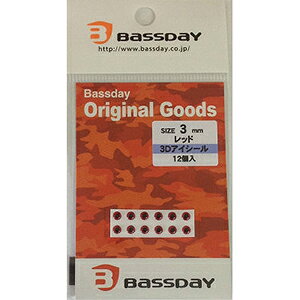 BASSDAY
http://www.bassday.co.jp/
Bassday
Original Goods
SIZE 3 mm
レッド
3Dアイシール
12個入
BASSDAY